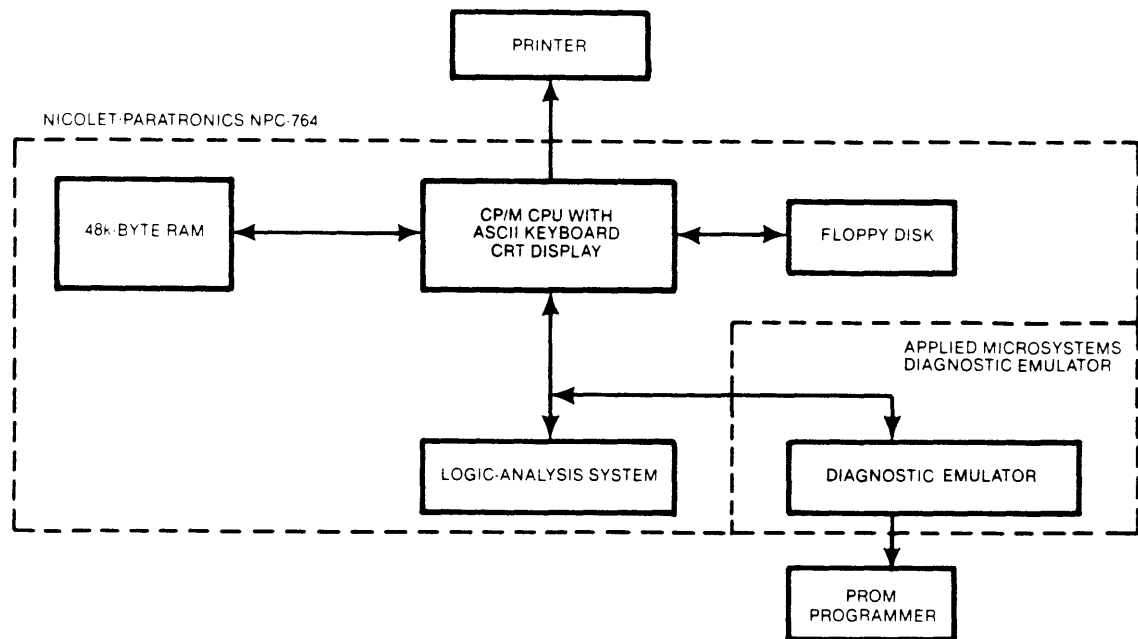 PRINTER
NICOLET·PARATRONICS NPC·764
48k·BYTE RAM
CP/M CPU WITH
ASCII KEYBOARD
CRT DISPLAY
FLOPPY DISK
APPLIED MICROSYSTEMS
DIAGNOSTIC EMULATOR
LOGIC·ANALYSIS SYSTEM
DIAGNOSTIC EMULATOR
PROM
PROGRAMMER